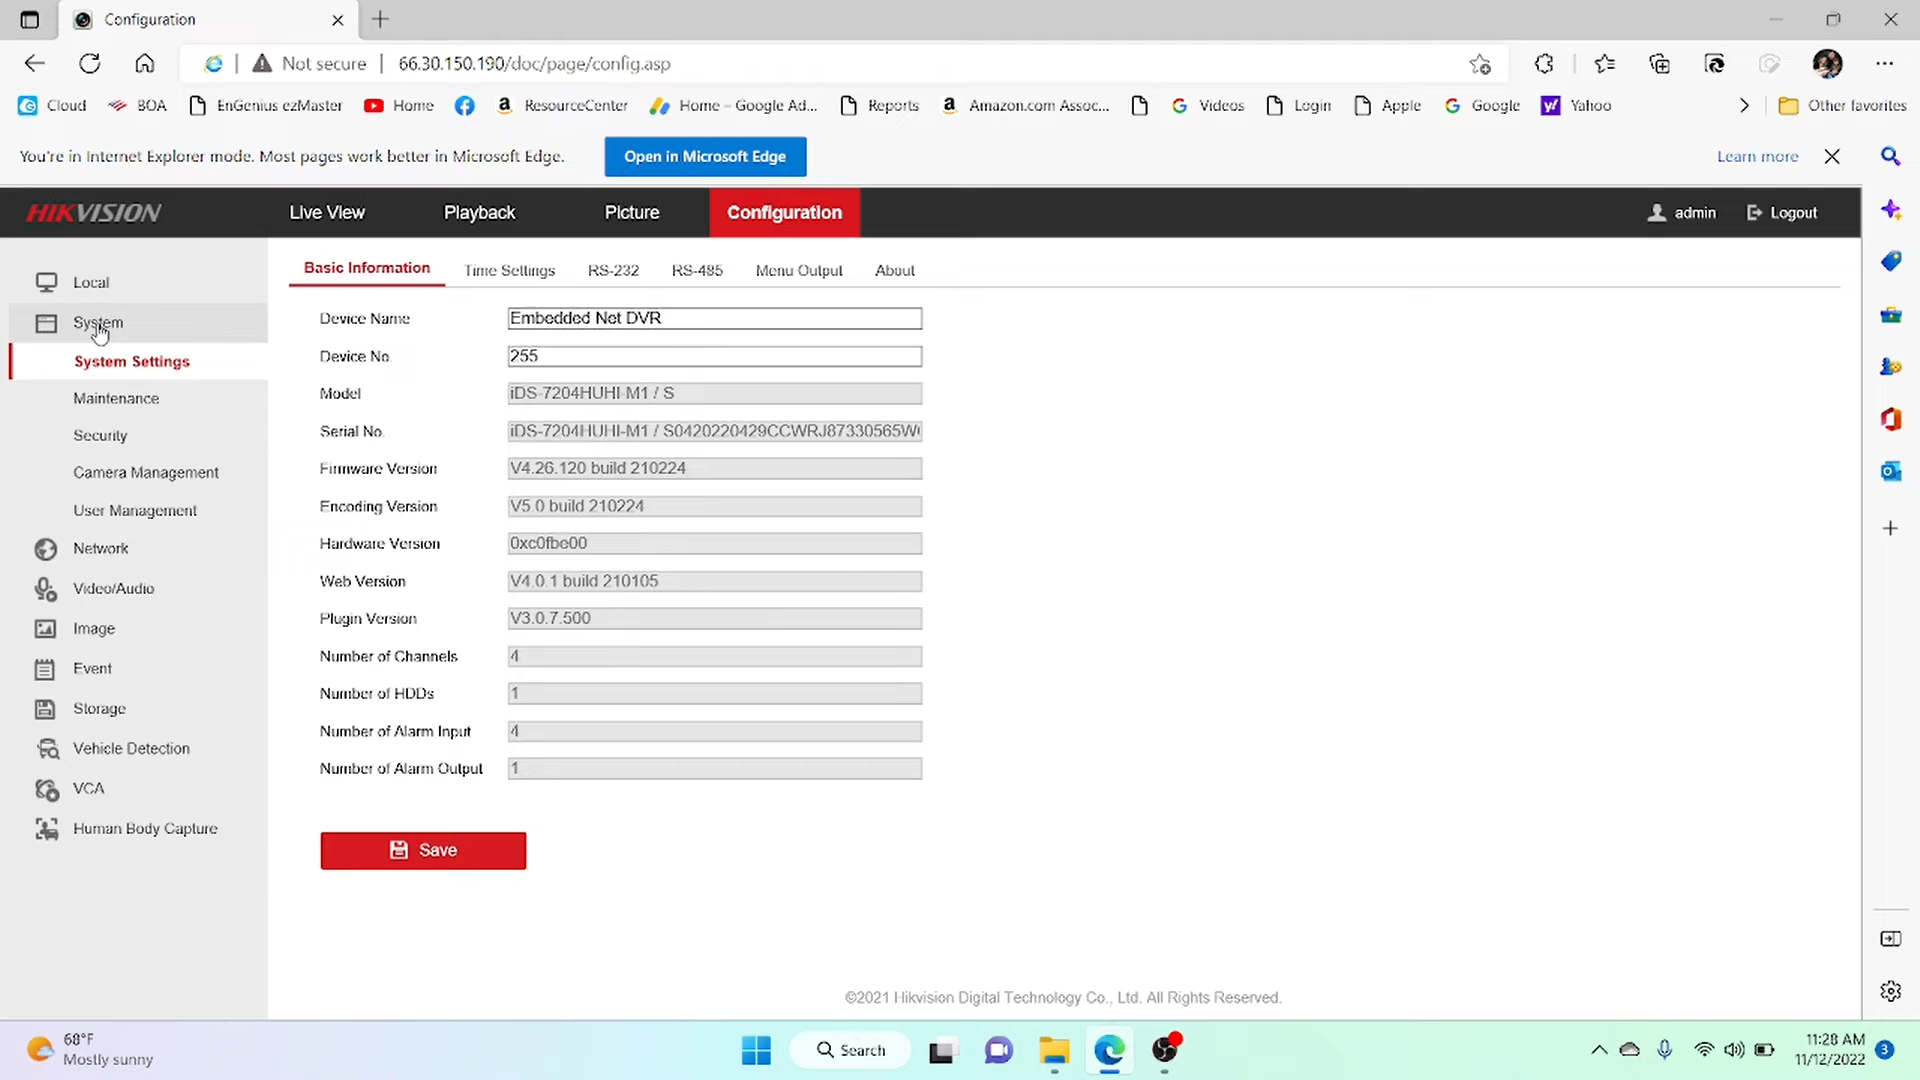 Configuration
Not secure
66.30.150.190/doc/page/config.asp
Cloud
BOA
EnGenius ezMaster
Home
ResourceCenter
Home - Google Ad...
Reports
Amazon.com Assoc...
Videos
Login
Apple
Google
Yahoo
Other favorites
You're in Internet Explorer mode. Most pages work better in Microsoft Edge.
Open in Microsoft Edge
Learn more
HIKVISION
Live View
Playback
Picture
Configuration
admin
Logout
Local
System
System Settings
Maintenance
Security
Camera Management
User Management
Network
Video/Audio
Image
Event
Storage
Vehicle Detection
VCA
Human Body Capture
Basic Information
Time Settings
RS-232
RS-485
Menu Output
About
Device Name
Embedded Net DVR
Device No.
255
Model
iDS-7204HUHI-M1 / S
Serial No.
iDS-7204HUHI-M1 / S0420220429CCWRJ87330565W
Firmware Version
V4.26.120 build 210224
Encoding Version
V5.0 build 210224
Hardware Version
0xc0fbe00
Web Version
V4.0.1 build 210105
Plugin Version
V3.0.7.500
Number of Channels
4
Number of HDDs
1
Number of Alarm Input
4
Number of Alarm Output
1
Save
©2021 Hikvision Digital Technology Co., Ltd. All Rights Reserved.
68°F
Mostly sunny
Search
11:28 AM
11/12/2022
3